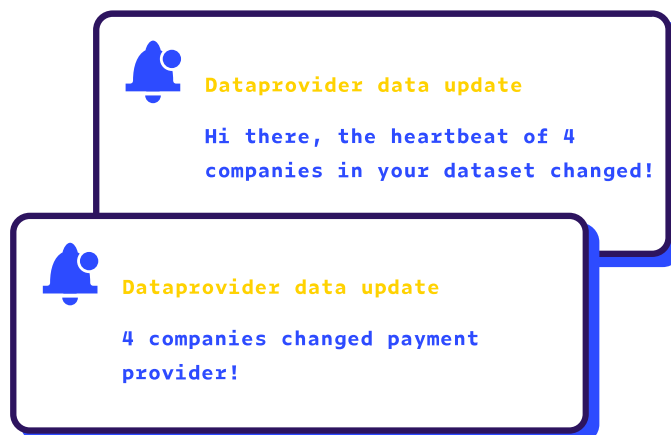 Dataprovider data update
Hi there, the heartbeat of 4
companies in your dataset changed!
Dataprovider data update
4 companies changed payment
provider!